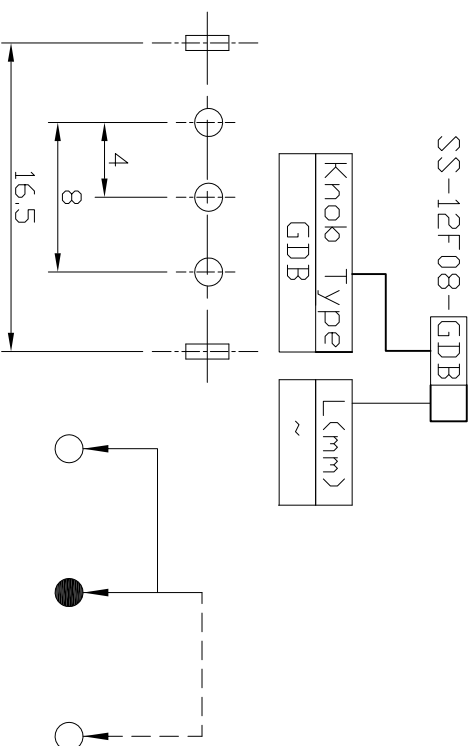 SS-12F08-GDB
Knob Type
GDB
L(mm)
~
4
8
16.5